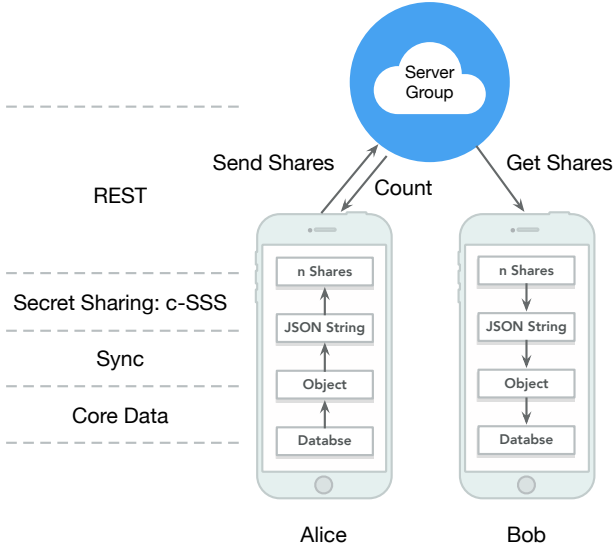 Server
Group
Send Shares
Count
Get Shares
REST
Secret Sharing: c-SSS
Sync
Core Data
n Shares
JSON String
Object
Databse
n Shares
JSON String
Object
Databse
Alice
Bob